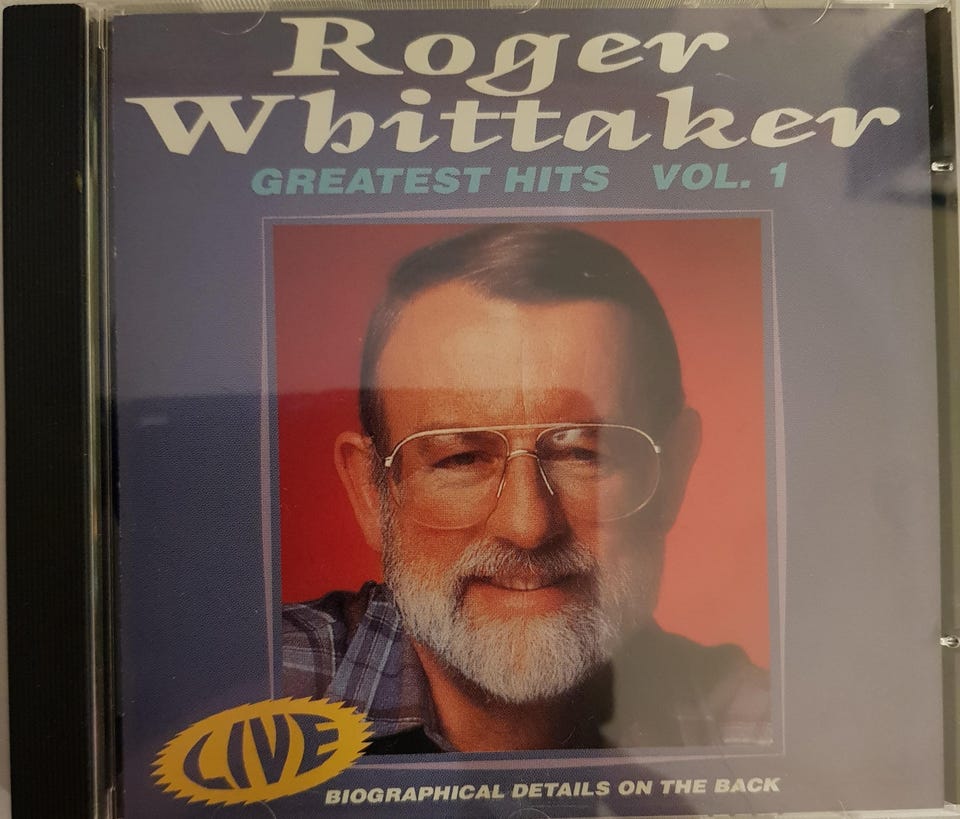 Roger
Whittaker
GREATEST HITS VOL. 1
LIVE
BIOGRAPHICAL DETAILS ON THE BACK